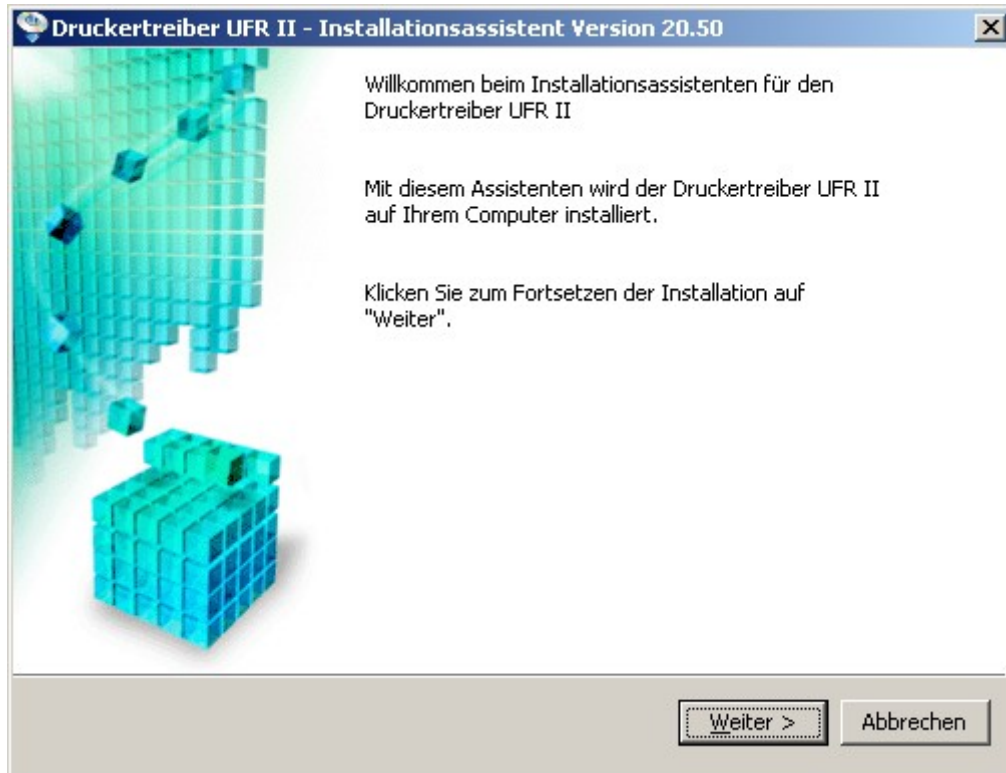 Druckertreiber UFR II - Installationsassistent Version 20.50
Willkommen beim Installationsassistenten für den
Druckertreiber UFR II
Mit diesem Assistenten wird der Druckertreiber UFR II
auf Ihrem Computer installiert.
Klicken Sie zum Fortsetzen der Installation auf
"Weiter".
Weiter >
Abbrechen